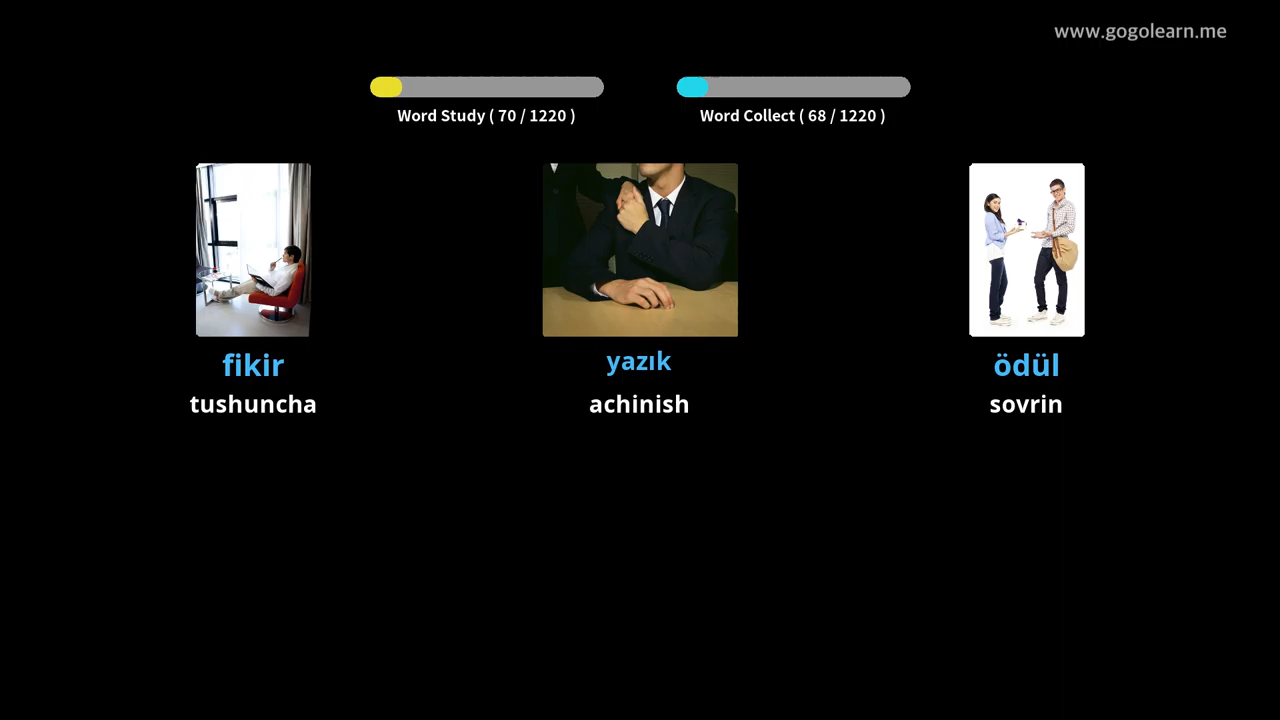 www.gogolearn.me
Word Study ( 70 / 1220 )
Word Collect ( 68 / 1220 )
fikir
tushuncha
yazık
achinish
ödül
sovrin